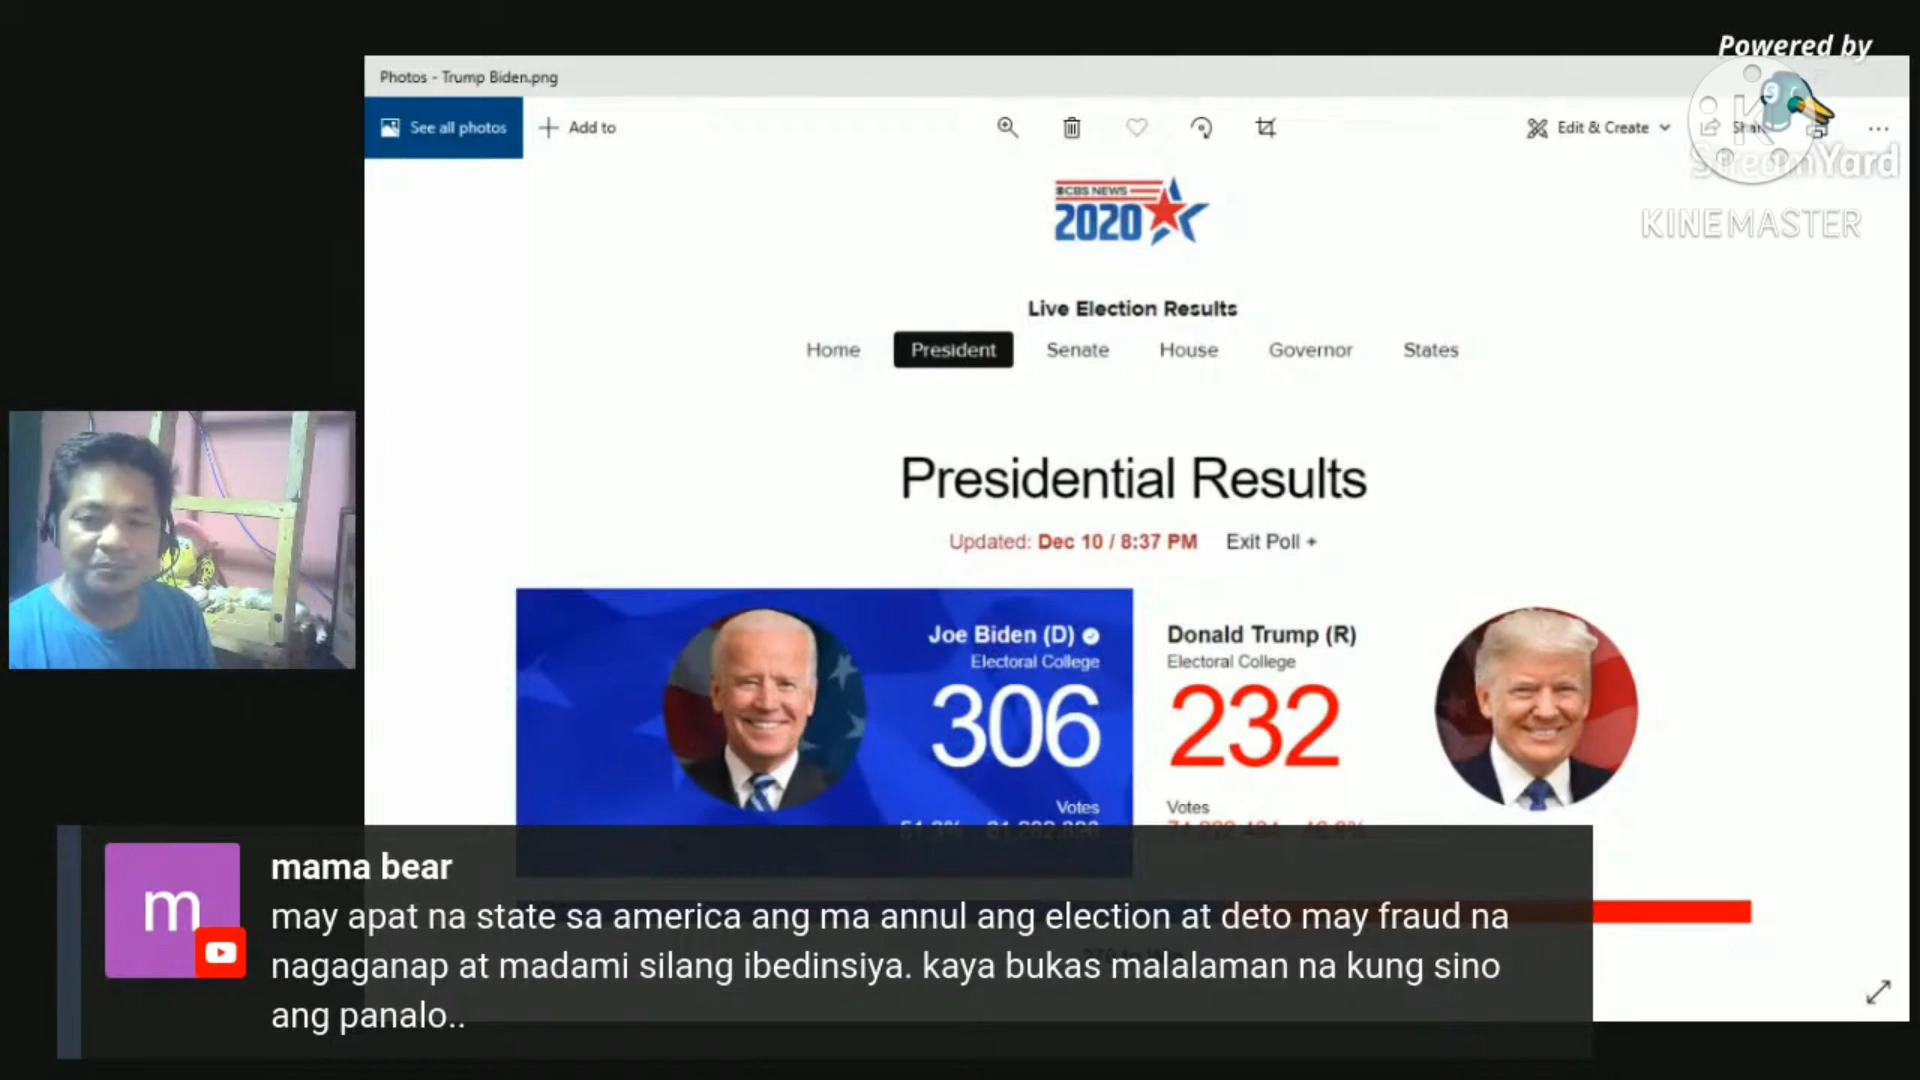 Powered by
Photos - Trump Biden.png
See all photos
Add to
Edit & Create
StreamYard
KINEMASTER
CBS NEWS
2020
Live Election Results
Home President Senate House Governor States
Presidential Results
Updated: Dec 10 / 8:37 PM Exit Poll +
Joe Biden (D)
Electoral College
306
Votes
Donald Trump (R)
Electoral College
232
Votes
mama bear
m
may apat na state sa america ang ma annul ang election at deto may fraud na
nagaganap at madami silang ibedinsiya. kaya bukas malalaman na kung sino
ang panalo..